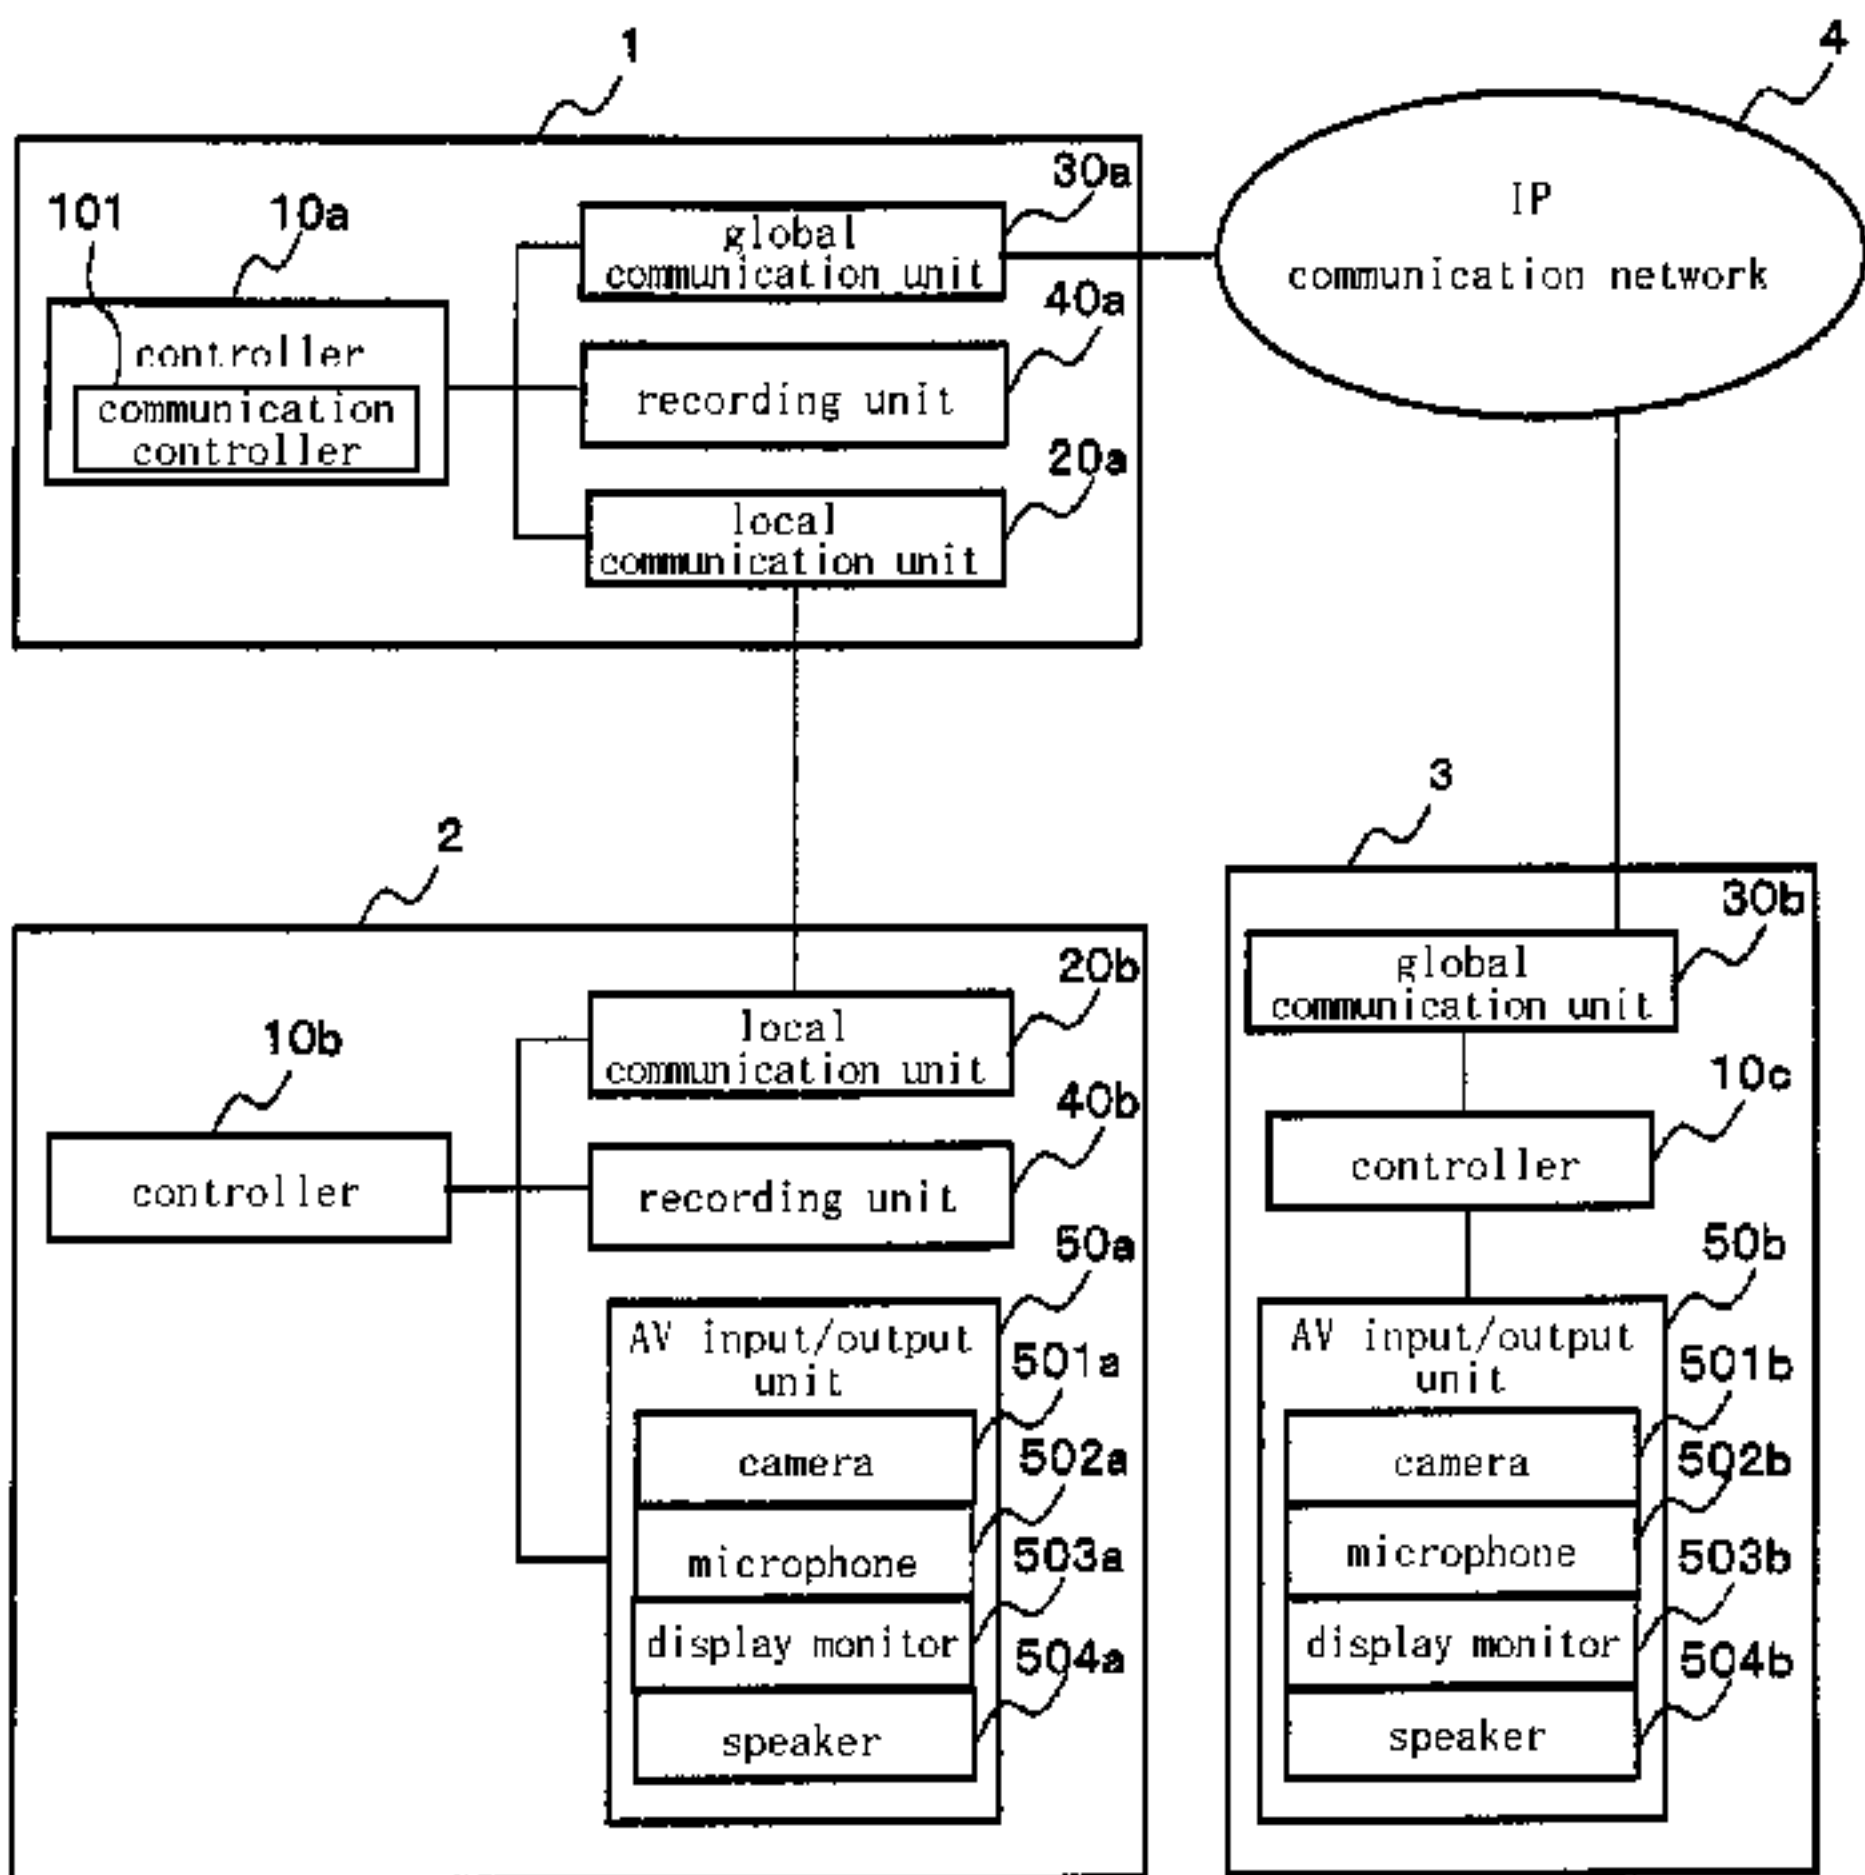 1
4
30a
101
10a
global
communication unit
IP
communication network
40a
controller
recording unit
communication
controller
20a
local
communication unit
3
2
30b
20b
global
communication unit
10b
local
communication unit
10c
40b
controller
controller
recording unit
50a
50b
AV input/output
unit
501a
AV input/output
unit
501b
camera
502a
camera
502b
microphone
503a
microphone
503b
display monitor
504a
display monitor
504b
speaker
speaker